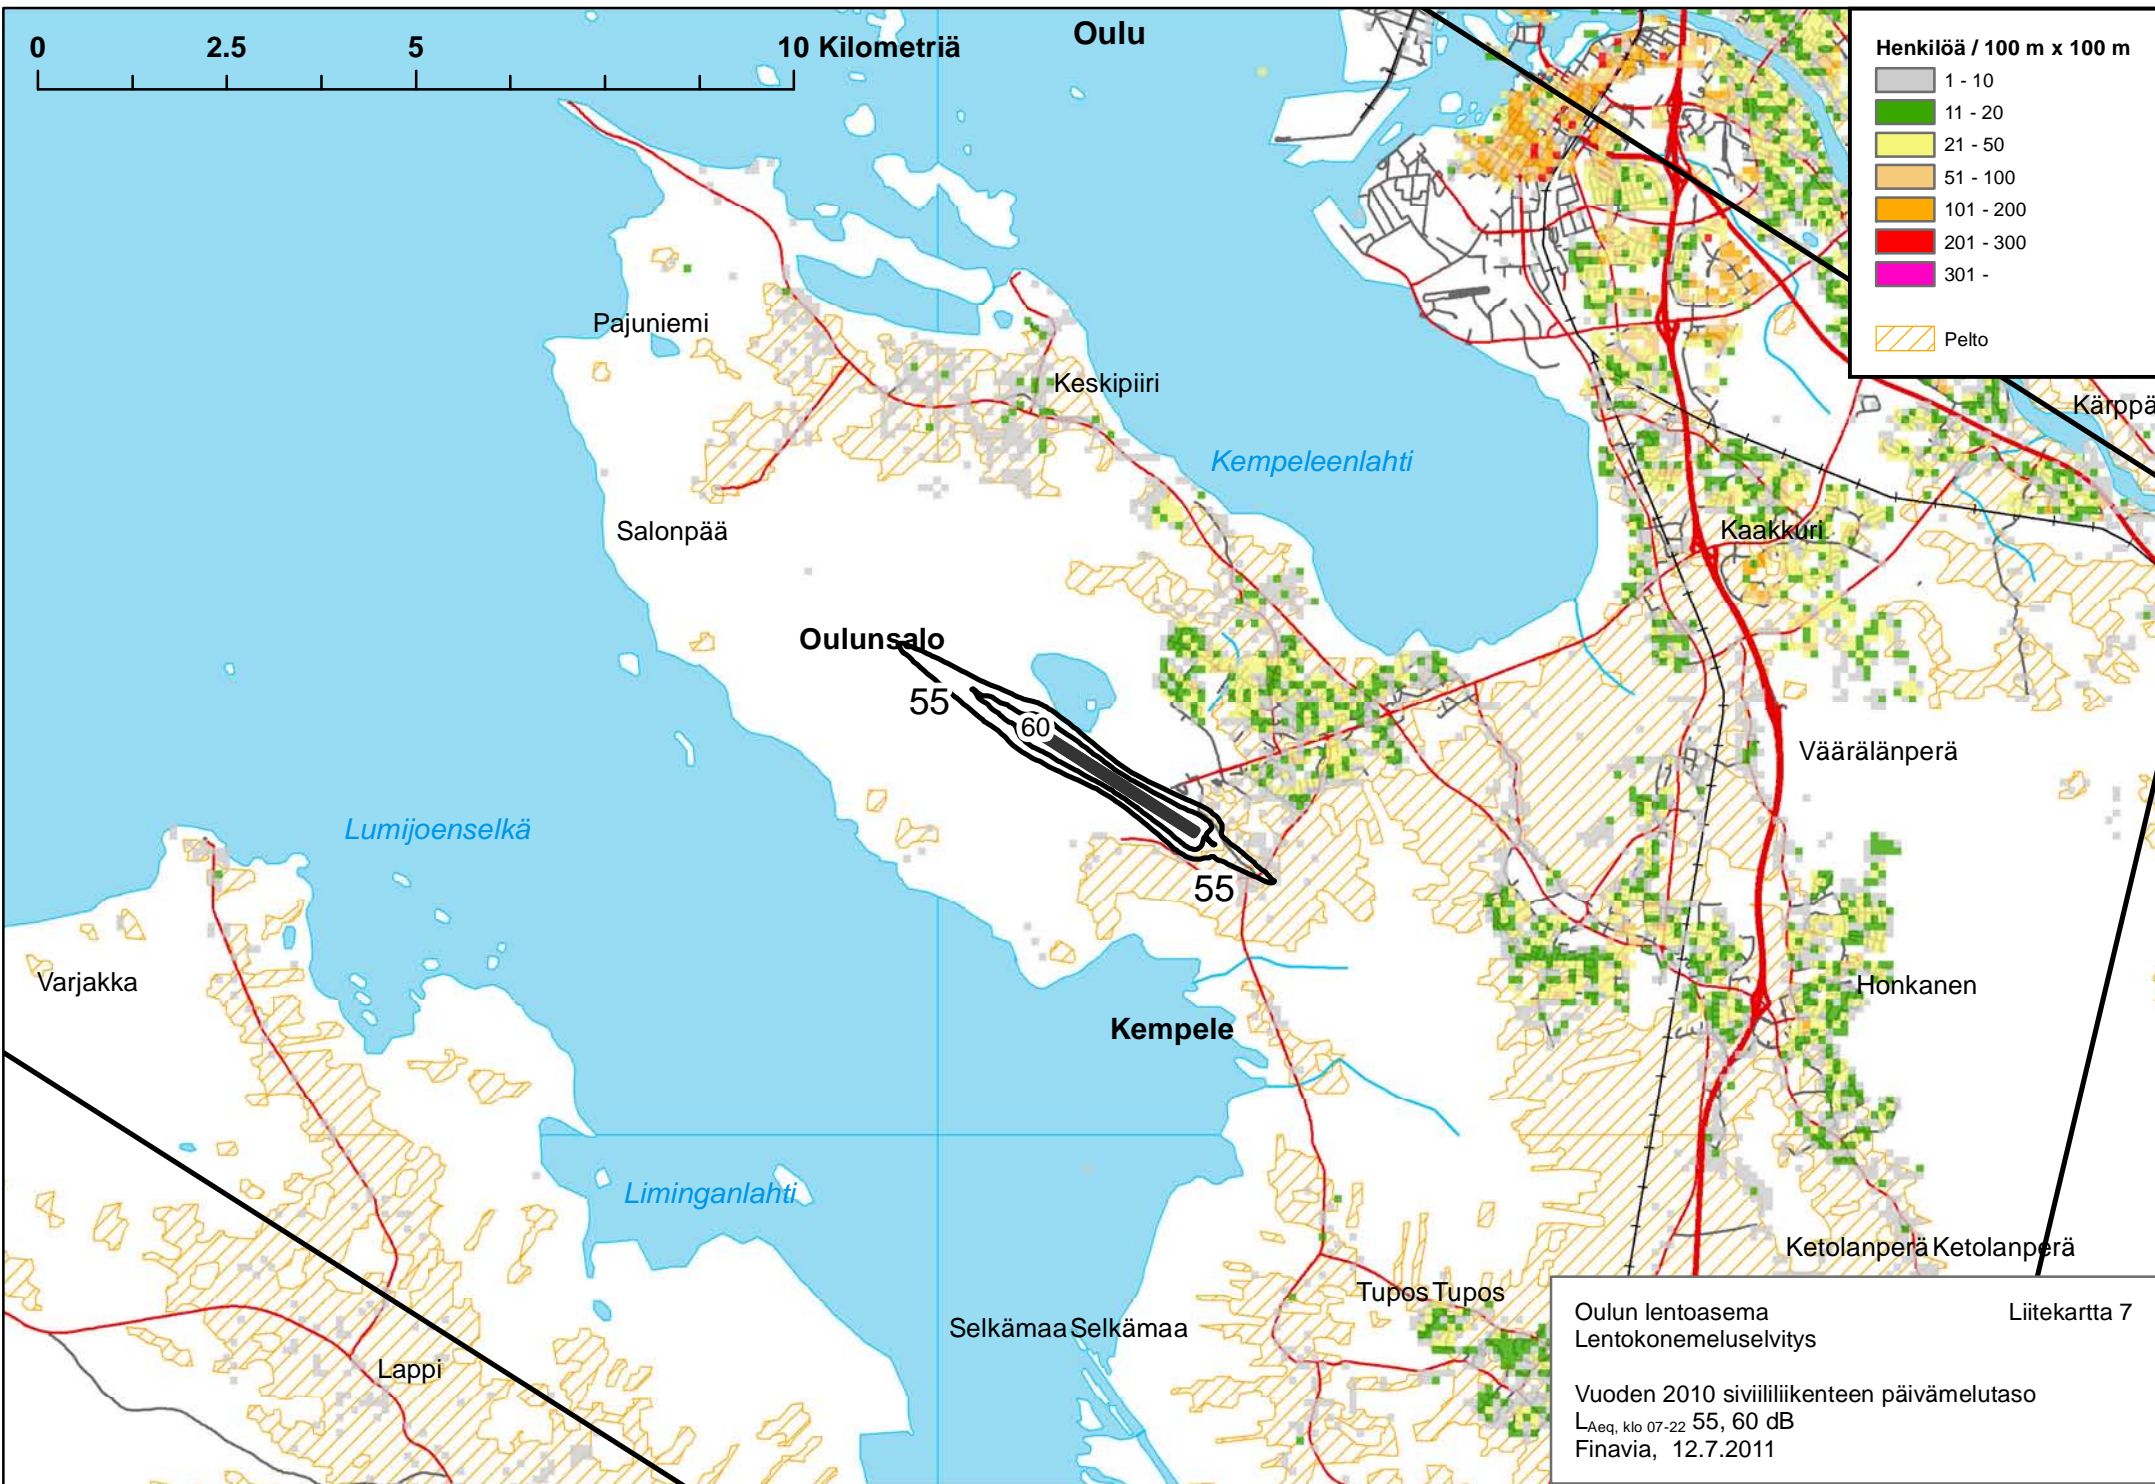 0 2.5 5 10 Kilometriä
Oulu
Henkilöä / 100 m x 100 m
1 - 10
11 - 20
21 - 50
51 - 100
101 - 200
201 - 300
301 -
Pelto
Pajuniemi
Keskipiiri
Kärppä
Kempeleenlahti
Salonpää
Kaakkuri
Oulunsalo
55
60
Väärälänperä
Lumijoenselkä
55
Varjakka
Honkanen
Kempele
Liminganlahti
Ketolanperä Ketolanperä
Tupos Tupos
Selkämaa Selkämaa
Lappi
Oulun lentoasema Liitekartta 7
Lentokonemeluselvitys
Vuoden 2010 siviililiikenteen päivämelutaso
LAeq, klo 07-22 55, 60 dB
Finavia, 12.7.2011